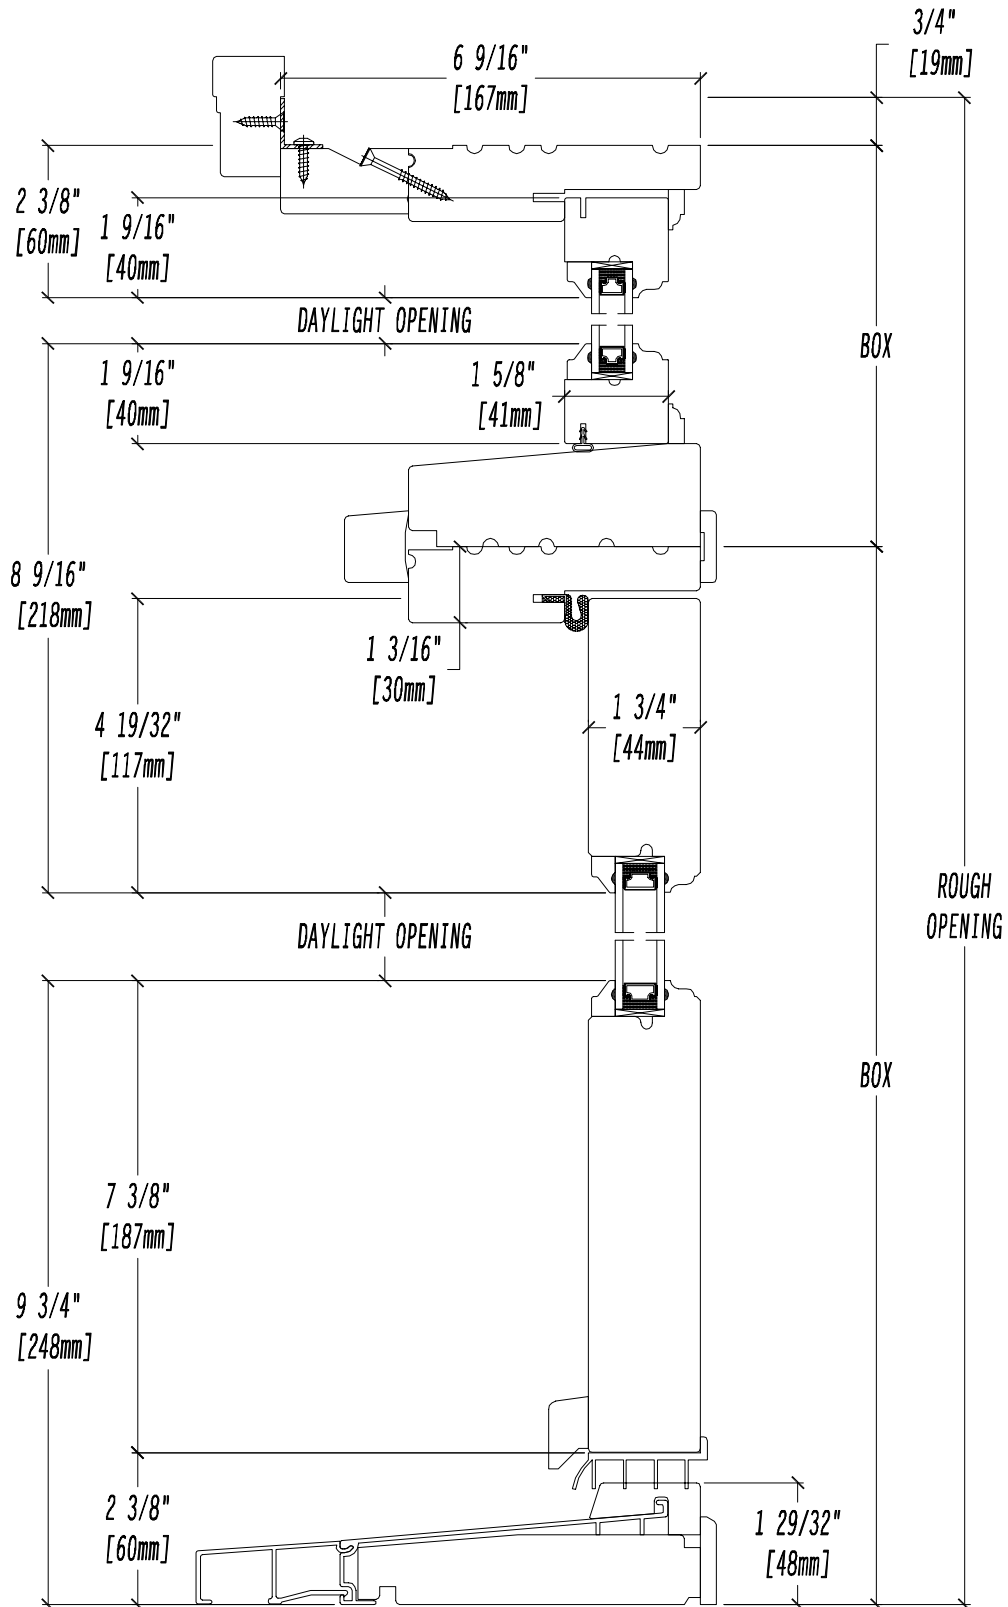 3/4"
[19mm]
6 9/16"
[167mm]
2 3/8"
[60mm]
1 9/16"
[40mm]
DAYLIGHT OPENING
BOX
1 9/16"
[40mm]
1 5/8"
[41mm]
8 9/16"
[218mm]
1 3/16"
[30mm]
4 19/32"
[117mm]
1 3/4"
[44mm]
ROUGH
OPENING
DAYLIGHT OPENING
BOX
7 3/8"
[187mm]
9 3/4"
[248mm]
2 3/8"
[60mm]
1 29/32"
[48mm]